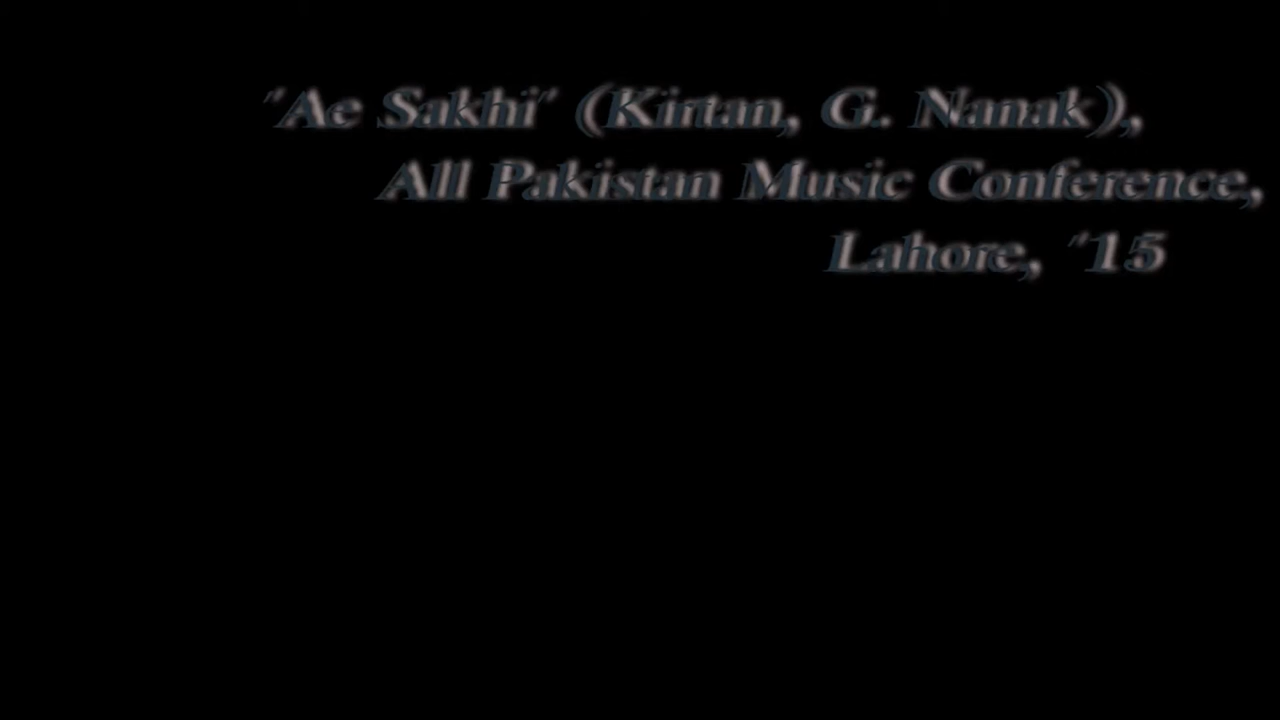 "Ae Sakhi" (Kirtan, G. Nanak),
All Pakistan Music Conference,
Lahore, "15